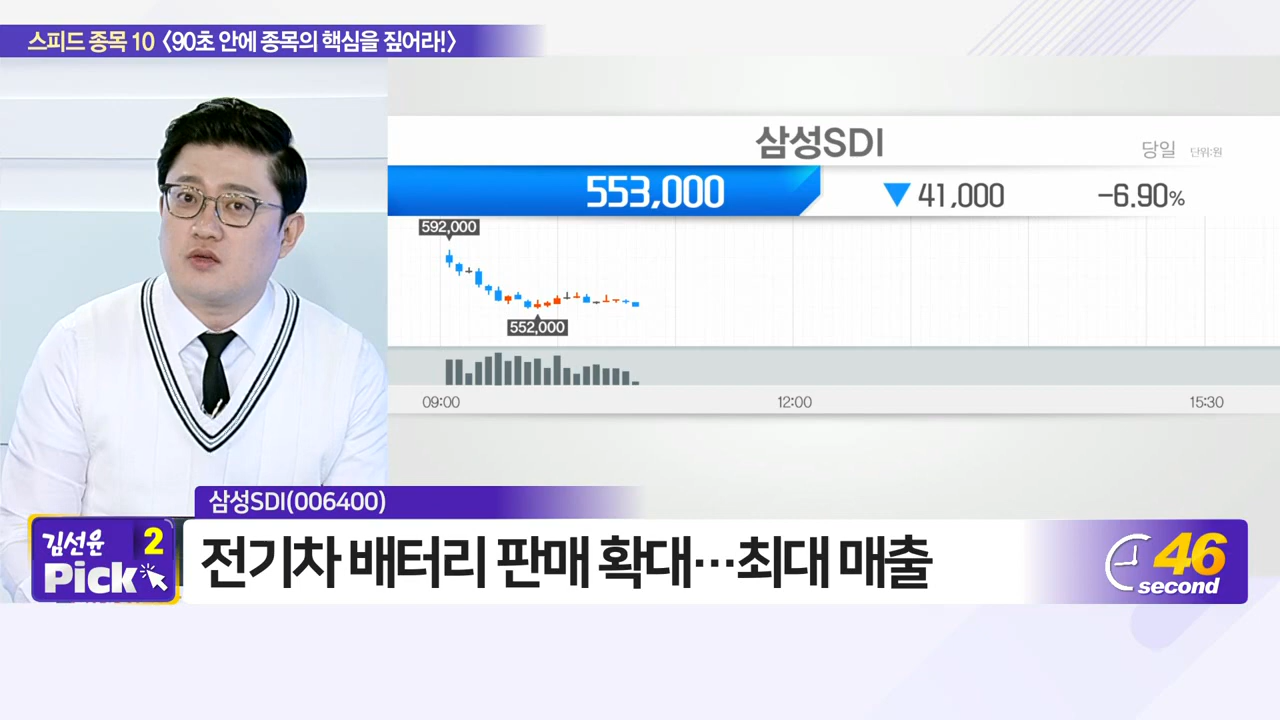 스피드 종목 10 <90초 안에 종목의 핵심을 짚어라!>
삼성SDI
당일 단위:원
553,000 ▼ 41,000 -6.90%
592,000
552,000
09:00 12:00 15:30
삼성SDI(006400)
김선윤 2
Pick
전기차 배터리 판매 확대…최대 매출
46
second